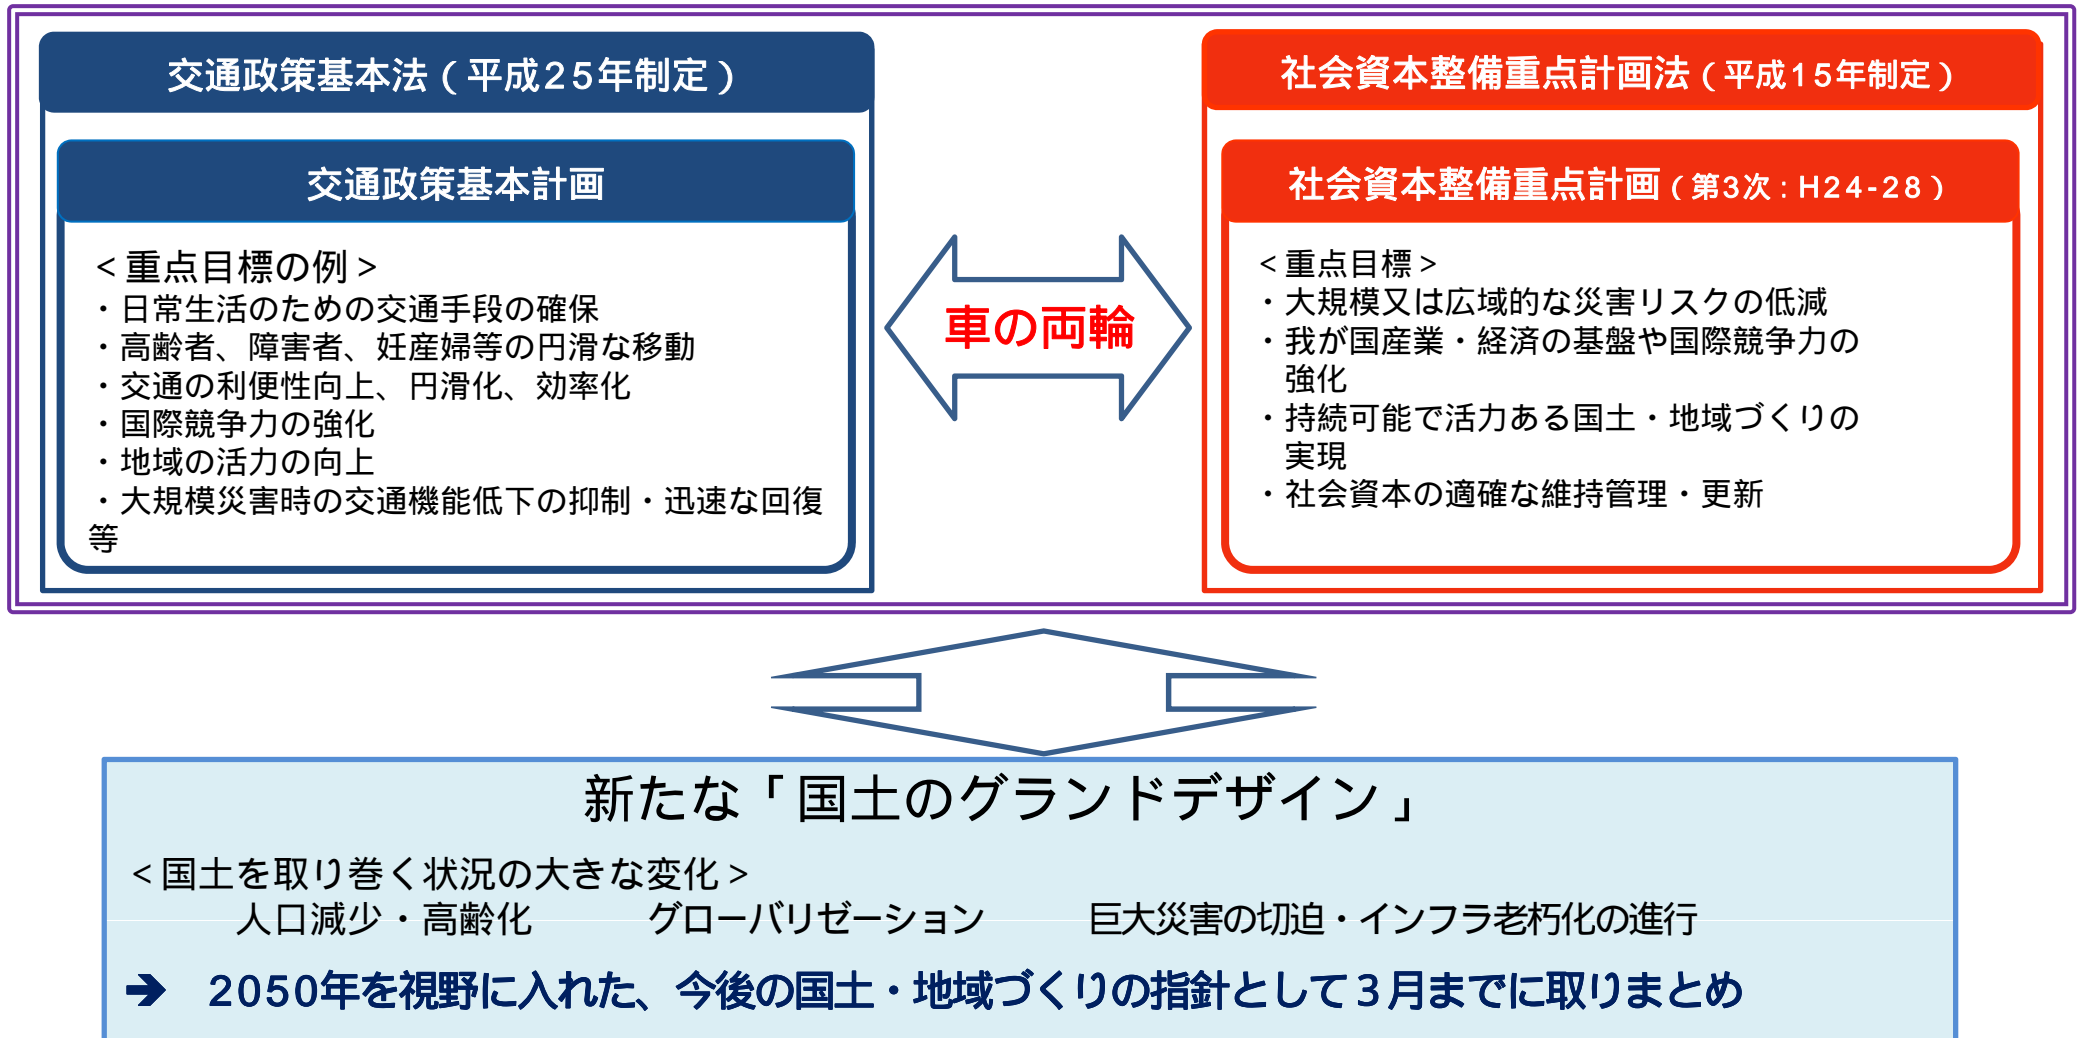 交通政策基本法（平成25年制定）
交通政策基本計画
＜重点目標の例＞
・日常生活のための交通手段の確保
・高齢者、障害者、妊産婦等の円滑な移動
・交通の利便性向上、円滑化、効率化
・国際競争力の強化
・地域の活力の向上
・大規模災害時の交通機能低下の抑制・迅速な回復
等
車の両輪
社会資本整備重点計画法（平成15年制定）
社会資本整備重点計画（第3次：H24-28）
＜重点目標＞
・大規模又は広域的な災害リスクの低減
・我が国産業・経済の基盤や国際競争力の
強化
・持続可能で活力ある国土・地域づくりの
実現
・社会資本の適確な維持管理・更新
新たな「国土のグランドデザイン」
＜国土を取り巻く状況の大きな変化＞
人口減少・高齢化　グローバリゼーション　巨大災害の切迫・インフラ老朽化の進行
➔ 2050年を視野に入れた、今後の国土・地域づくりの指針として３月までに取りまとめ